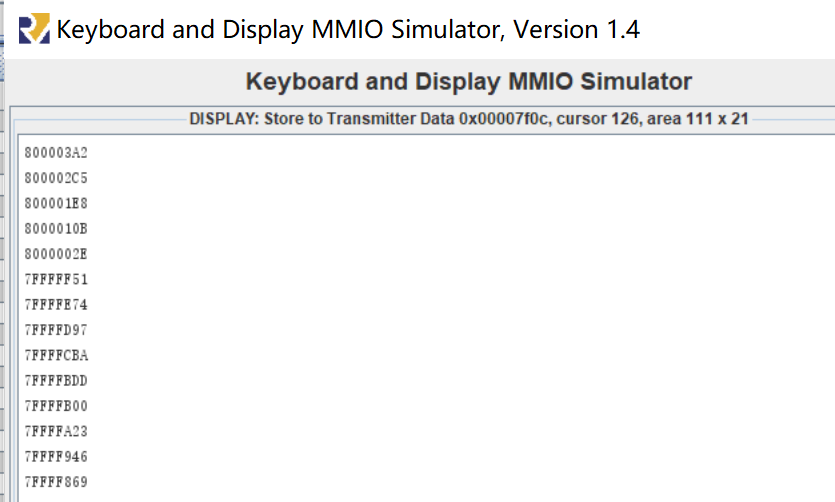 Keyboard and Display MMIO Simulator, Version 1.4
Keyboard and Display MMIO Simulator
DISPLAY: Store to Transmitter Data 0x00007f0c, cursor 126, area 111 x 21
800003A2
800002C5
800001E8
8000010B
8000002E
7FFFFF51
7FFFFE74
7FFFFD97
7FFFFCBA
7FFFFBDD
7FFFFB00
7FFFFA23
7FFFF946
7FFFF869